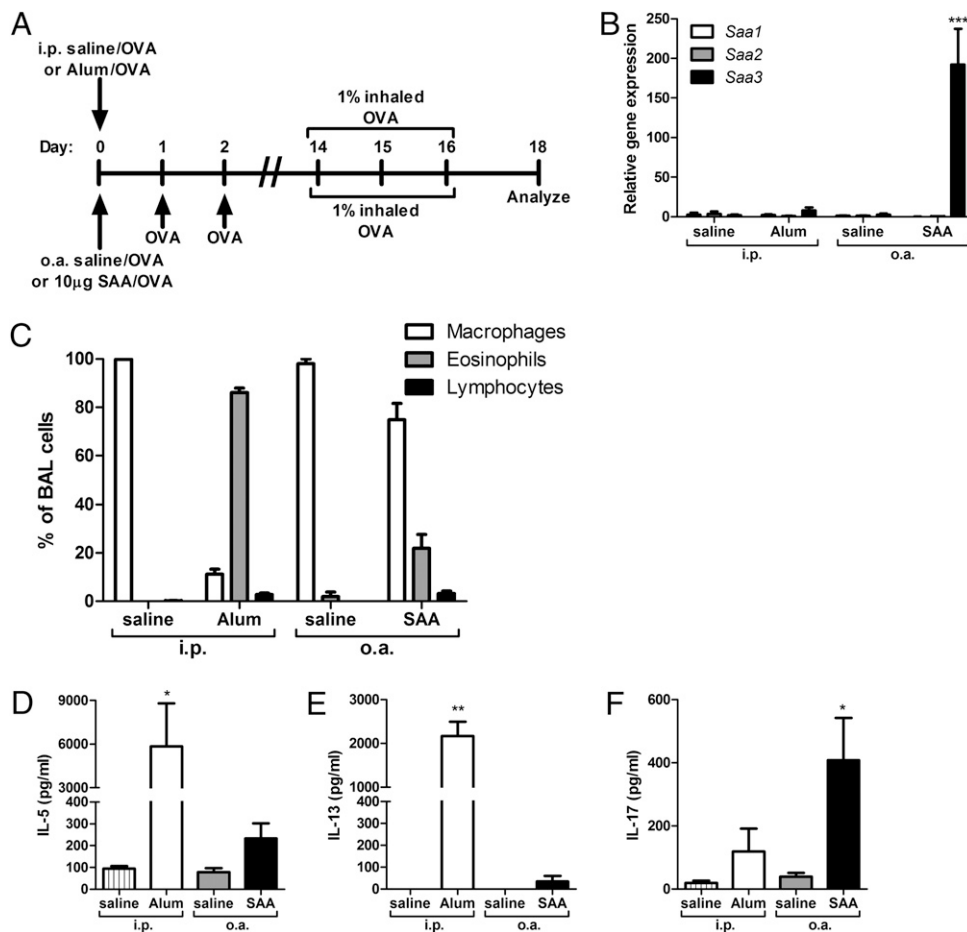 A
i.p. saline/OVA
or Alum/OVA
1% inhaled
OVA
Day: 0 1 2 14 15 16 18
Analyze
OVA OVA
1% inhaled
OVA
o.a. saline/OVA
or 10μg SAA/OVA
B
Relative gene expression
250
200
150
100
50
0
Saa1
Saa2
Saa3
***
saline Alum saline SAA
i.p. o.a.
C
% of BAL cells
100
80
60
40
20
0
Macrophages
Eosinophils
Lymphocytes
saline Alum saline SAA
i.p. o.a.
D
IL-5 (pg/ml)
9000
6000
3000
400
300
200
100
0
*
saline Alum saline SAA
i.p. o.a.
E
IL-13 (pg/ml)
3000
2000
1000
400
300
200
100
0
**
saline Alum saline SAA
i.p. o.a.
F
IL-17 (pg/ml)
600
400
200
0
*
saline Alum saline SAA
i.p. o.a.